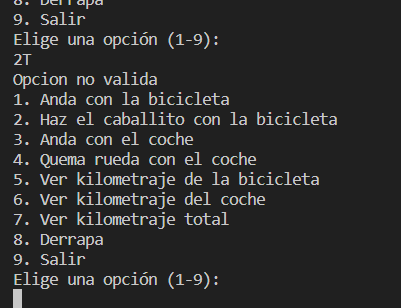 8. Derrapa
9. Salir
Elige una opción (1-9):
2T
Opcion no valida
1. Anda con la bicicleta
2. Haz el caballito con la bicicleta
3. Anda con el coche
4. Quema rueda con el coche
5. Ver kilometraje de la bicicleta
6. Ver kilometraje del coche
7. Ver kilometraje total
8. Derrapa
9. Salir
Elige una opción (1-9):